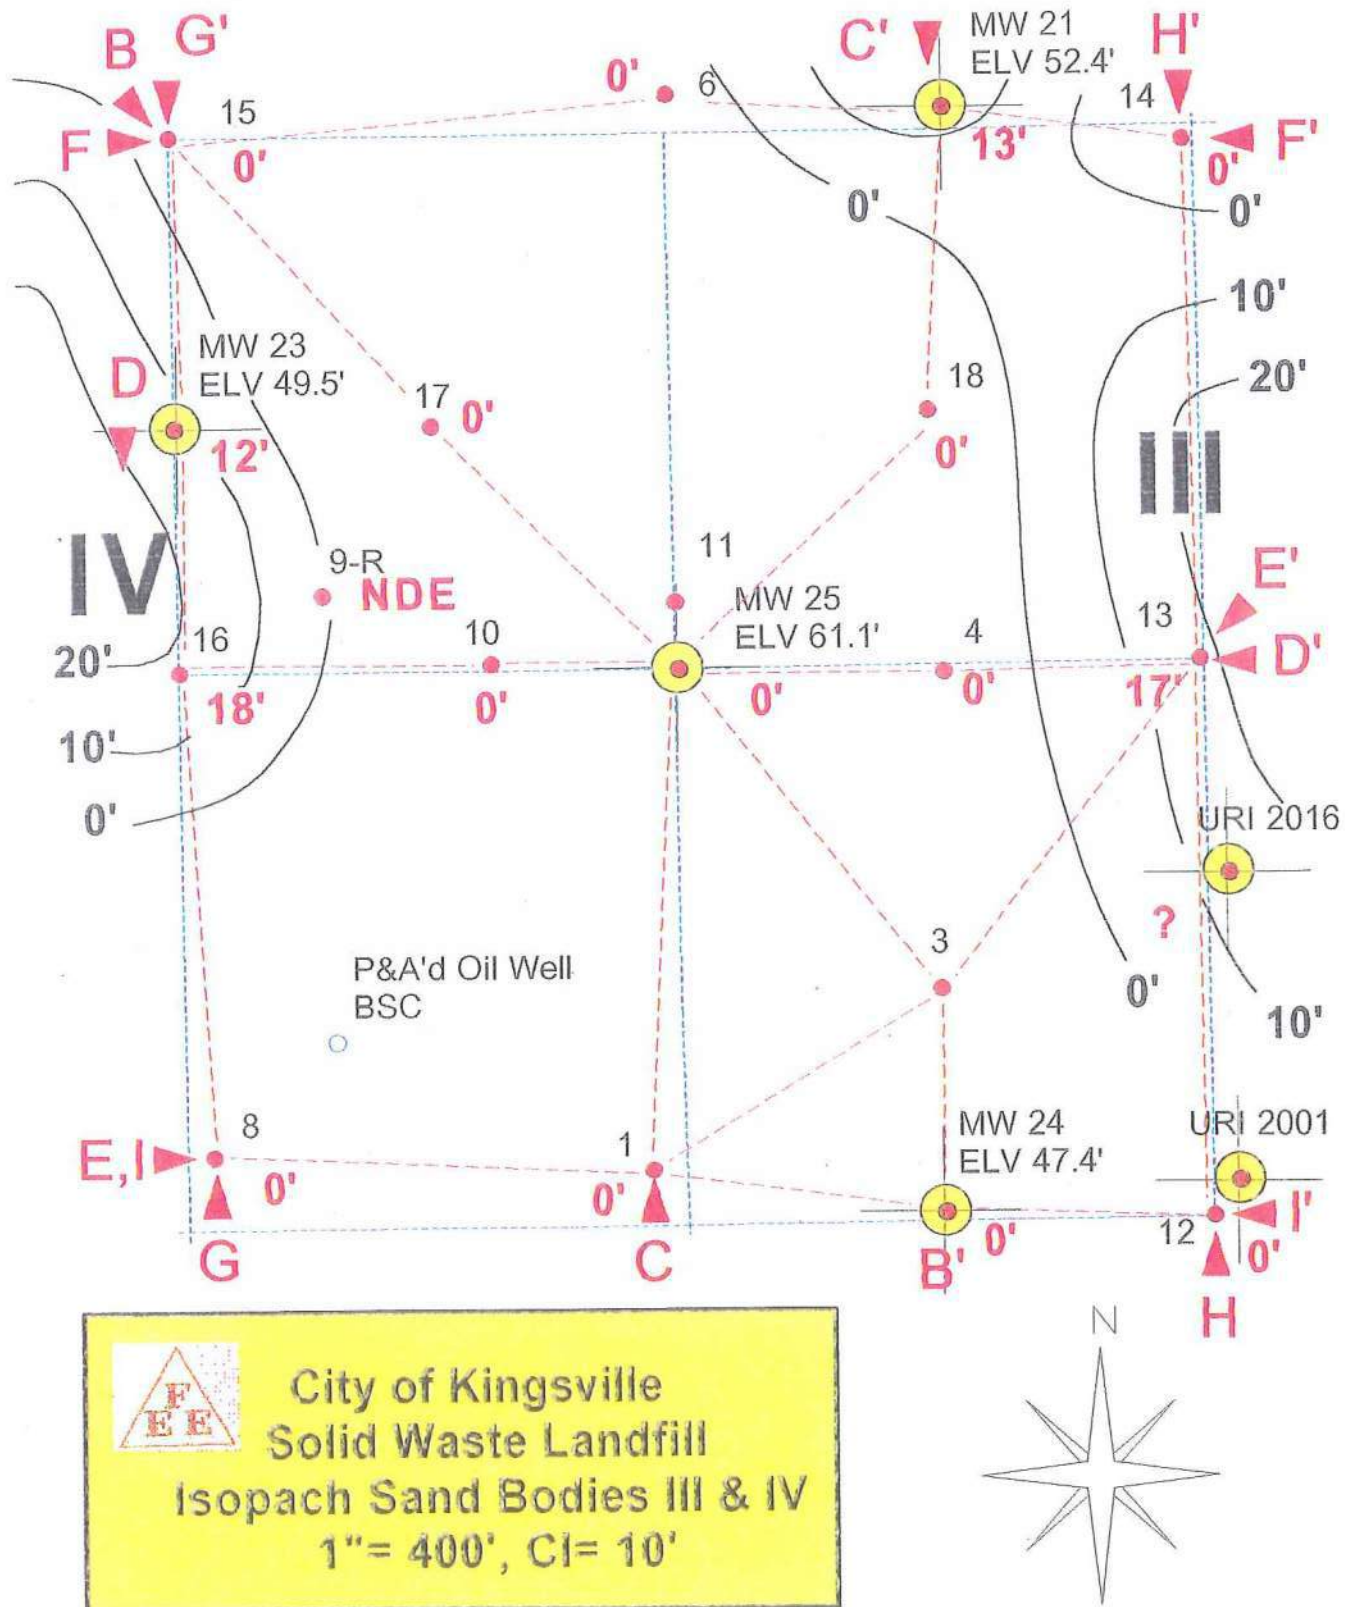 B G'
C'
MW 21
ELV 52.4'
H'
0'
6
14
F
15
0'
13'
F'
0'
0'
0'
10'
20'
MW 23
ELV 49.5'
D
12'
17
0'
18
0'
III
IV
9-R
NDE
11
MW 25
ELV 61.1'
E'
13
D'
16
10
4
20'
18'
0'
0'
0'
17'
10'
0'
URI 2016
?
3
P&A'd Oil Well
BSC
0'
10'
8
1
MW 24
ELV 47.4'
URI 2001
E,I
0'
0'
0'
12
I'
0'
G
C
B'
H
F
E E
City of Kingsville
Solid Waste Landfill
Isopach Sand Bodies III & IV
1"= 400', CI= 10'
N